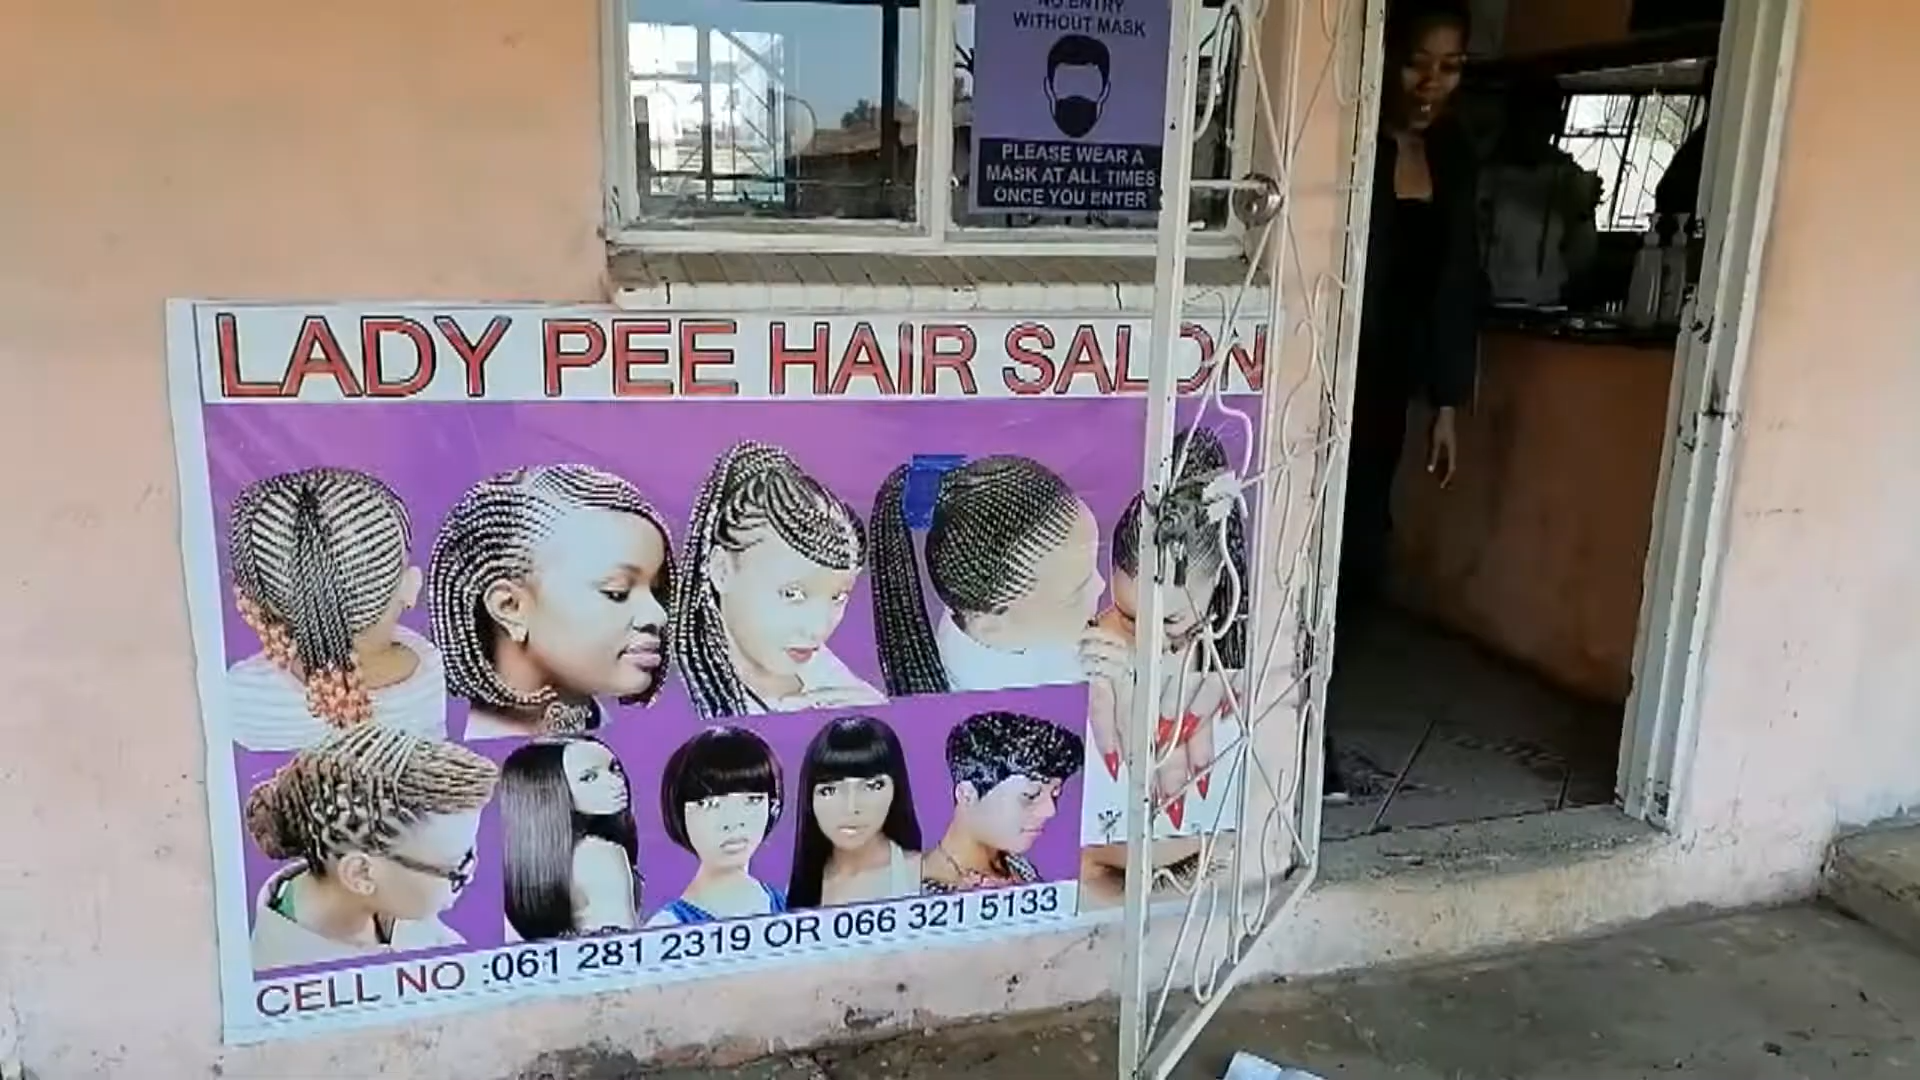 NO ENTRY
WITHOUT MASK
PLEASE WEAR A
MASK AT ALL TIMES
ONCE YOU ENTER
LADY PEE HAIR SALON
CELL NO :061 281 2319 OR 066 321 5133